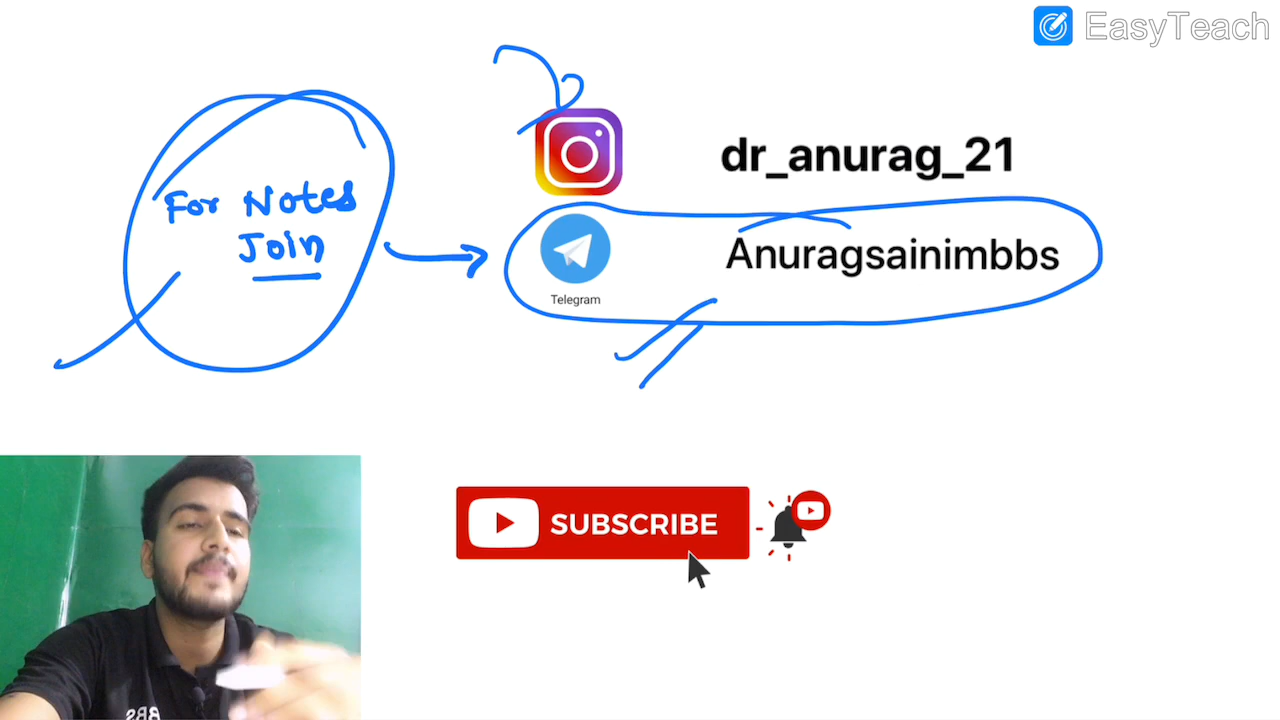 EasyTeach
dr_anurag_21
For Notes
Join
Anuragsainimbbs
Telegram
SUBSCRIBE